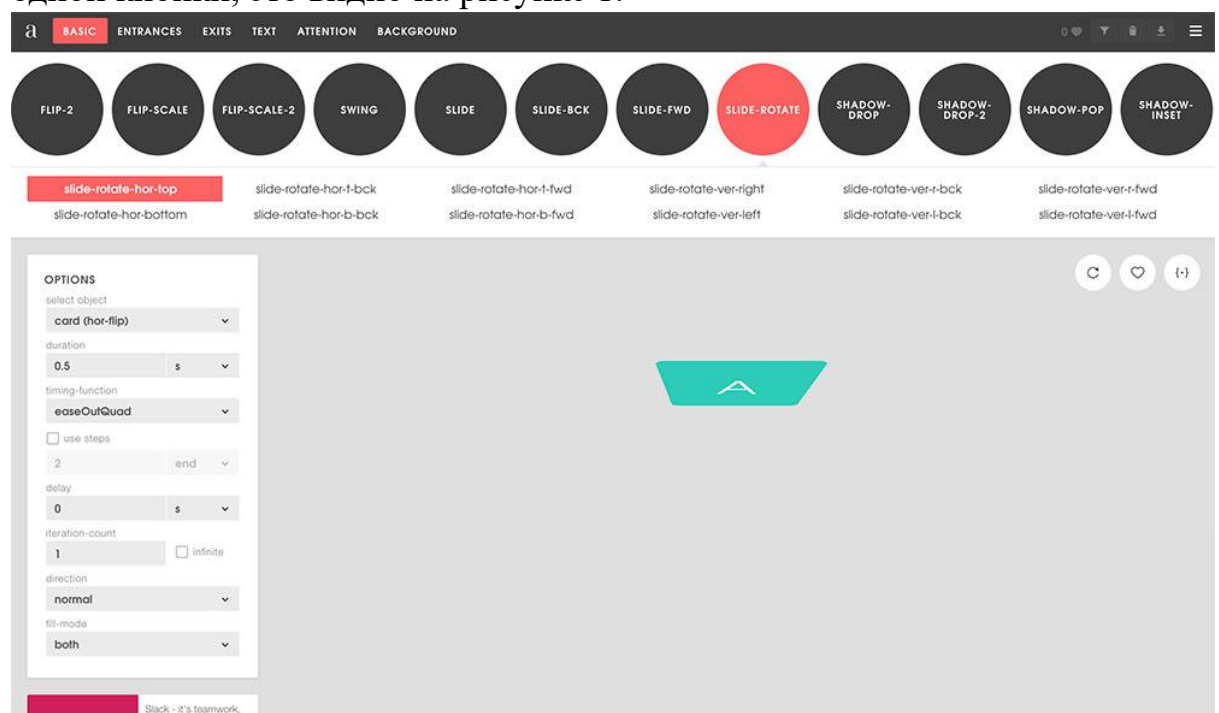 одной кнопки, это видно на рисунке 1.
a BASIC ENTRANCES EXITS TEXT ATTENTION BACKGROUND 0
FLIP-2 FLIP-SCALE FLIP-SCALE-2 SWING SLIDE SLIDE-BCK SLIDE-FWD SLIDE-ROTATE SHADOW-DROP SHADOW-DROP-2 SHADOW-POP SHADOW-INSET
slide-rotate-hor-top slide-rotate-hor-t-bck slide-rotate-hor-t-fwd slide-rotate-ver-right slide-rotate-ver-r-bck slide-rotate-ver-r-fwd
slide-rotate-hor-bottom slide-rotate-hor-b-bck slide-rotate-hor-b-fwd slide-rotate-ver-left slide-rotate-ver-l-bck slide-rotate-ver-l-fwd
OPTIONS
select object
card (hor-flip)
duration
0.5 s
timing-function
easeOutQuad
use steps
2 end
delay
0 s
iteration-count
1 infinite
direction
normal
fill-mode
both
A
{·}
Slack - it's teamwork,